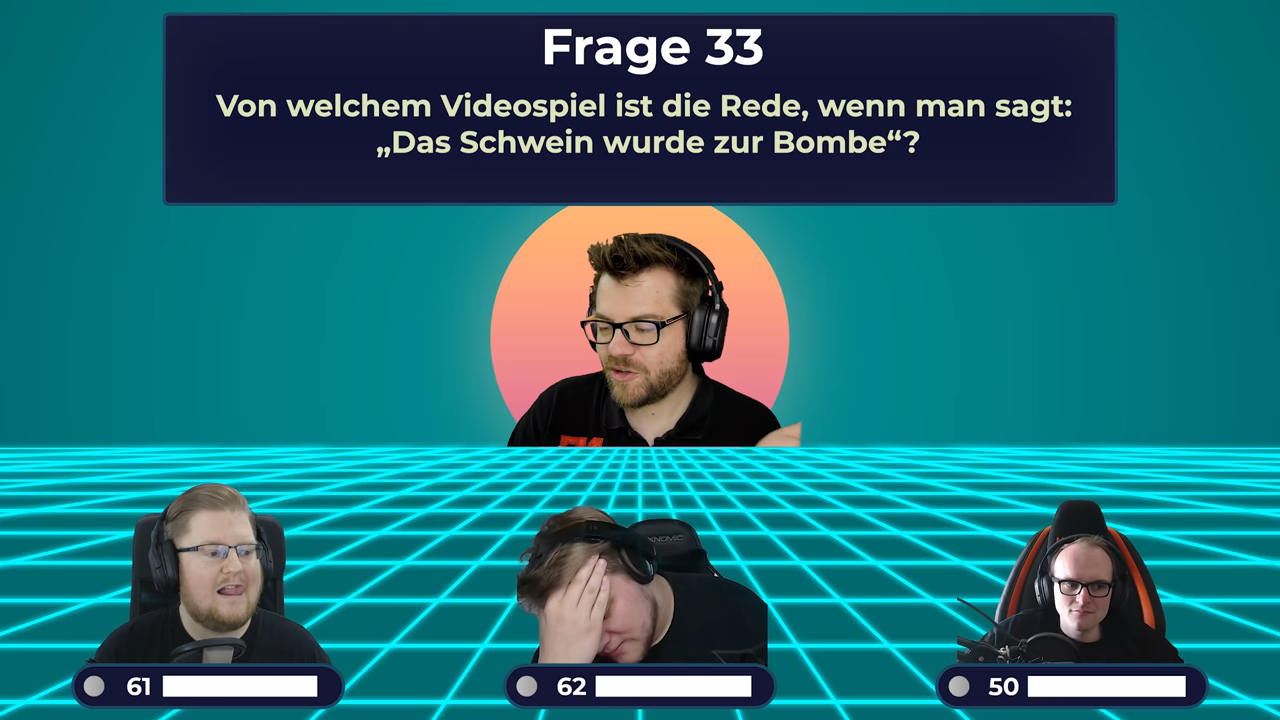 Frage 33
Von welchem Videospiel ist die Rede, wenn man sagt:
„Das Schwein wurde zur Bombe“?
61
62
50